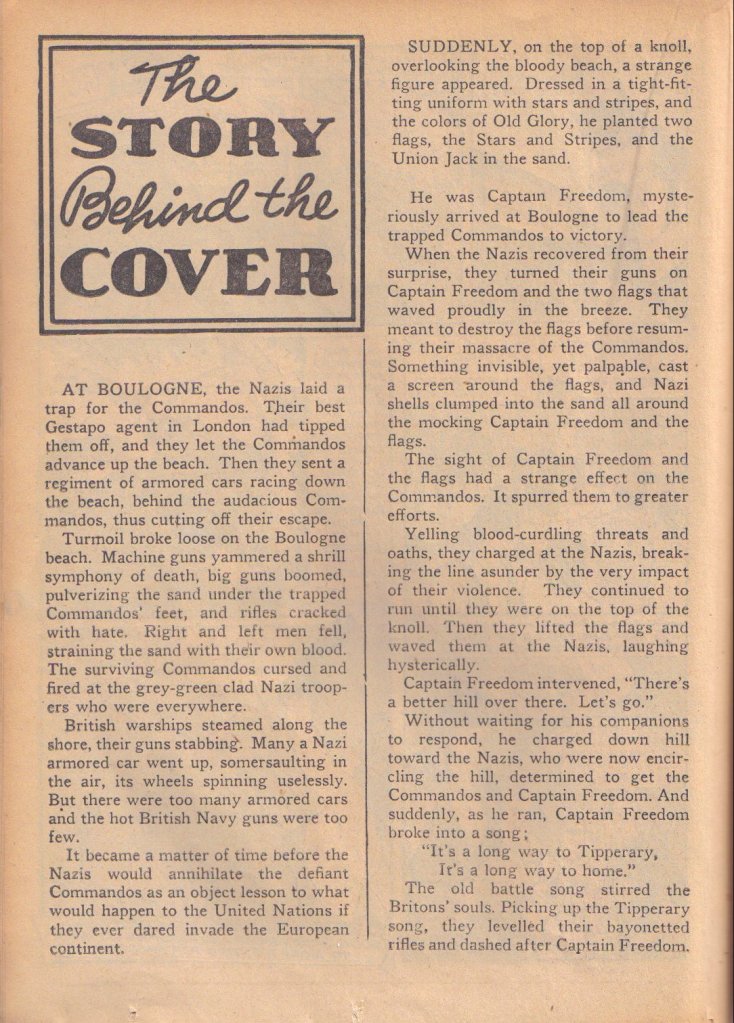 The
STORY
Behind the
COVER
AT BOULOGNE, the Nazis laid a
trap for the Commandos. Their best
Gestapo agent in London had tipped
them off, and they let the Commandos
advance up the beach. Then they sent a
regiment of armored cars racing down
the beach, behind the audacious Com-
mandos, thus cutting off their escape.
Turmoil broke loose on the Boulogne
beach. Machine guns yammered a shrill
symphony of death, big guns boomed,
pulverizing the sand under the trapped
Commandos' feet, and rifles cracked
with hate. Right and left men fell,
straining the sand with their own blood.
The surviving Commandos cursed and
fired at the grey-green clad Nazi troop-
ers who were everywhere.
British warships steamed along the
shore, their guns stabbing. Many a Nazi
armored car went up, somersaulting in
the air, its wheels spinning uselessly.
But there were too many armored cars
and the hot British Navy guns were too
few.
It became a matter of time before the
Nazis would annihilate the defiant
Commandos as an object lesson to what
would happen to the United Nations if
they ever dared invade the European
continent.
SUDDENLY, on the top of a knoll,
overlooking the bloody beach, a strange
figure appeared. Dressed in a tight-fit-
ting uniform with stars and stripes, and
the colors of Old Glory, he planted two
flags, the Stars and Stripes, and the
Union Jack in the sand.
He was Captain Freedom, myste-
riously arrived at Boulogne to lead the
trapped Commandos to victory.
When the Nazis recovered from their
surprise, they turned their guns on
Captain Freedom and the two flags that
waved proudly in the breeze. They
meant to destroy the flags before resum-
ing their massacre of the Commandos.
Something invisible, yet palpable, cast
a screen around the flags, and Nazi
shells clumped into the sand all around
the mocking Captain Freedom and the
flags.
The sight of Captain Freedom and
the flags had a strange effect on the
Commandos. It spurred them to greater
efforts.
Yelling blood-curdling threats and
oaths, they charged at the Nazis, break-
ing the line asunder by the very impact
of their violence. They continued to
run until they were on the top of the
knoll. Then they lifted the flags and
waved them at the Nazis, laughing
hysterically.
Captain Freedom intervened, "There's
a better hill over there. Let's go."
Without waiting for his companions
to respond, he charged down hill
toward the Nazis, who were now encir-
cling the hill, determined to get the
Commandos and Captain Freedom. And
suddenly, as he ran, Captain Freedom
broke into a song;
"It's a long way to Tipperary,
It's a long way to home."
The old battle song stirred the
Britons' souls. Picking up the Tipperary
song, they levelled their bayonetted
rifles and dashed after Captain Freedom.